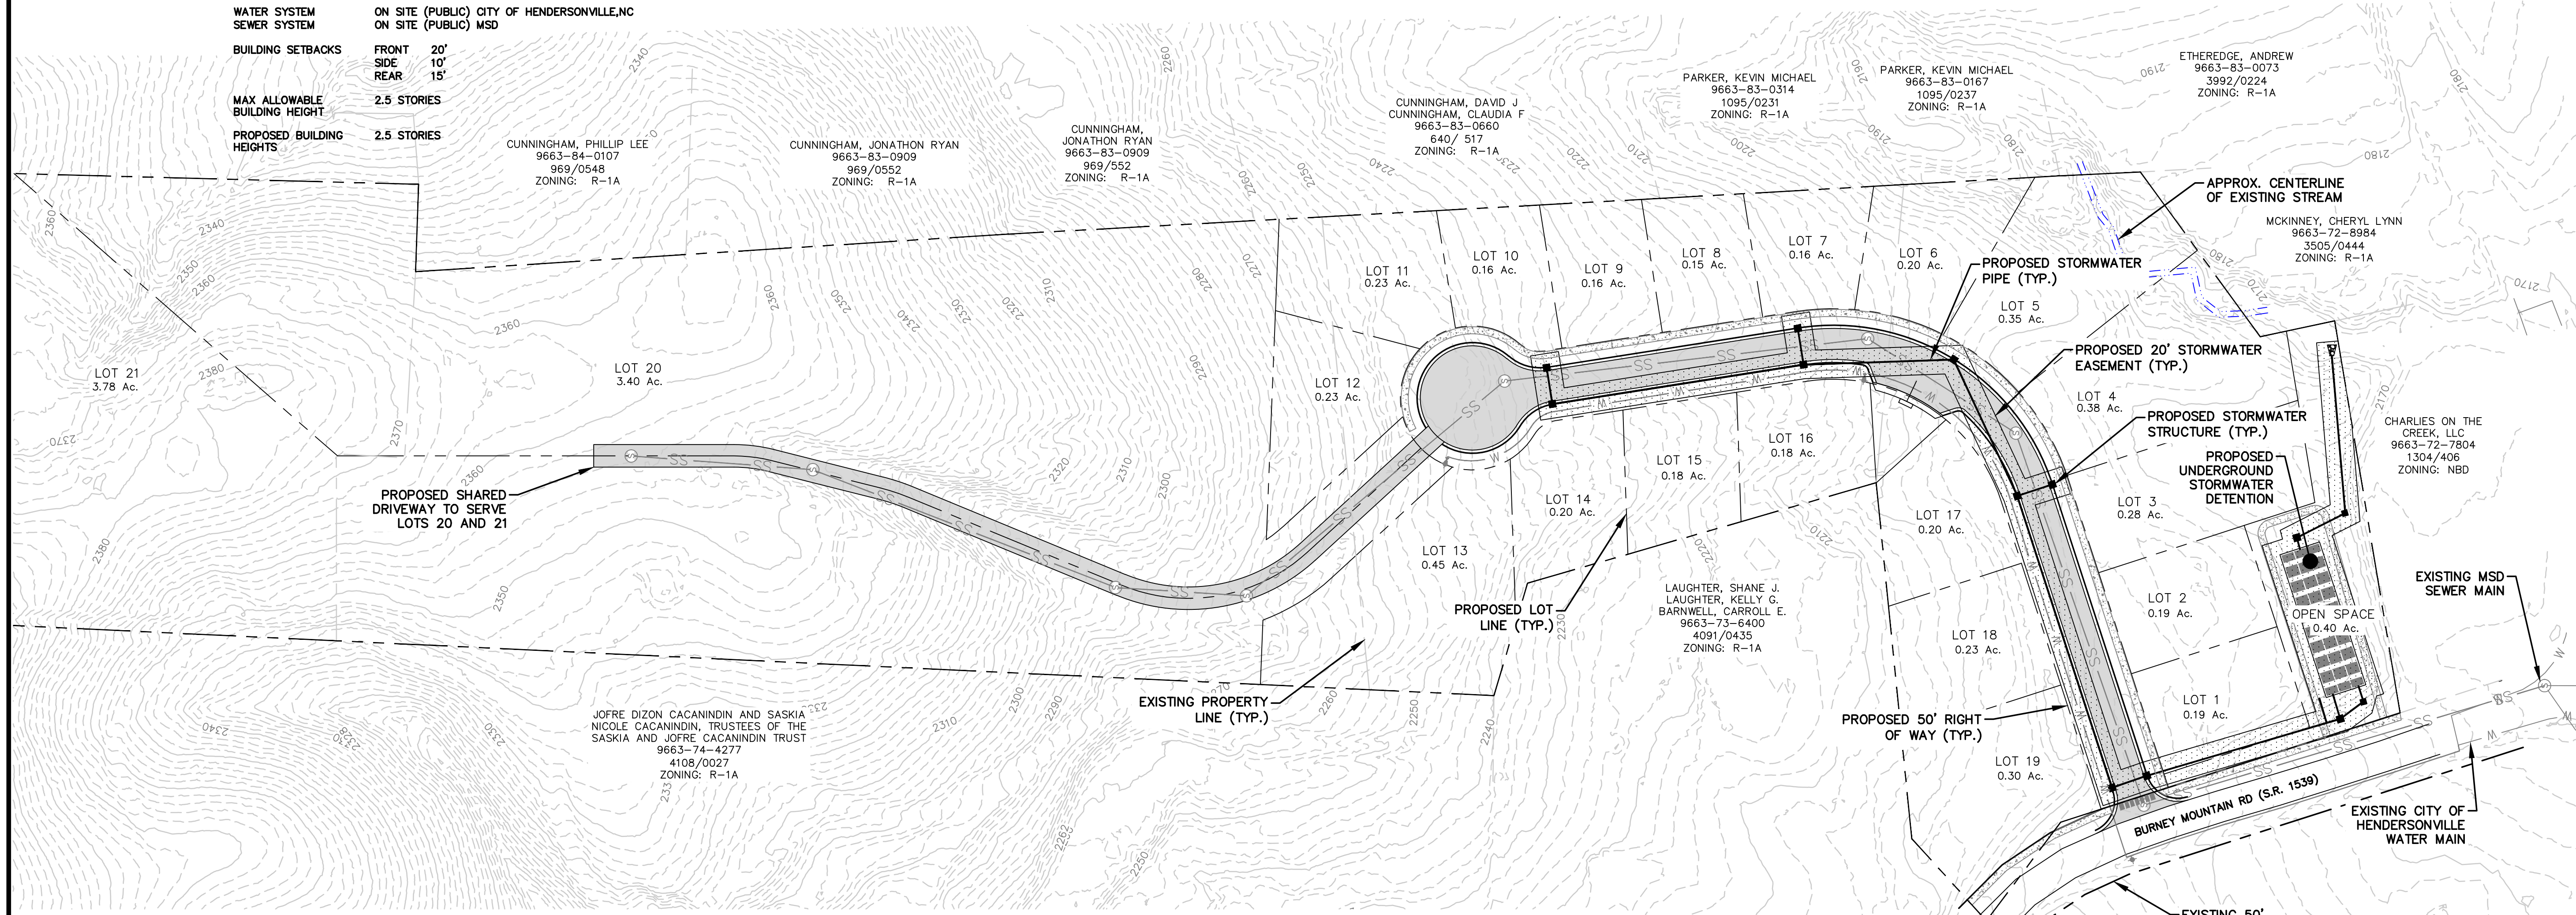 WATER SYSTEM ON SITE (PUBLIC) CITY OF HENDERSONVILLE,NC
SEWER SYSTEM ON SITE (PUBLIC) MSD
BUILDING SETBACKS FRONT 20'
SIDE 10'
REAR 15'
MAX ALLOWABLE 2.5 STORIES
BUILDING HEIGHT
PROPOSED BUILDING 2.5 STORIES
HEIGHTS
CUNNINGHAM, PHILLIP LEE
9663-84-0107
969/0548
ZONING: R-1A
CUNNINGHAM, JONATHON RYAN
9663-83-0909
969/0552
ZONING: R-1A
CUNNINGHAM,
JONATHON RYAN
9663-83-0909
969/552
ZONING: R-1A
CUNNINGHAM, DAVID J
CUNNINGHAM, CLAUDIA F
9663-83-0660
640/ 517
ZONING: R-1A
PARKER, KEVIN MICHAEL
9663-83-0314
1095/0231
ZONING: R-1A
PARKER, KEVIN MICHAEL
9663-83-0167
1095/0237
ZONING: R-1A
ETHEREDGE, ANDREW
9663-83-0073
3992/0224
ZONING: R-1A
APPROX. CENTERLINE
OF EXISTING STREAM
MCKINNEY, CHERYL LYNN
9663-72-8984
3505/0444
ZONING: R-1A
LOT 21
3.78 Ac.
LOT 20
3.40 Ac.
LOT 12
0.23 Ac.
LOT 11
0.23 Ac.
LOT 10
0.16 Ac.
LOT 9
0.16 Ac.
LOT 8
0.15 Ac.
LOT 7
0.16 Ac.
LOT 6
0.20 Ac.
PROPOSED STORMWATER
PIPE (TYP.)
LOT 5
0.35 Ac.
PROPOSED 20' STORMWATER
EASEMENT (TYP.)
LOT 4
0.38 Ac.
PROPOSED STORMWATER
STRUCTURE (TYP.)
CHARLIES ON THE
CREEK, LLC
9663-72-7804
1304/406
ZONING: NBD
PROPOSED
UNDERGROUND
STORMWATER
DETENTION
LOT 3
0.28 Ac.
PROPOSED SHARED
DRIVEWAY TO SERVE
LOTS 20 AND 21
LOT 13
0.45 Ac.
LOT 14
0.20 Ac.
LOT 15
0.18 Ac.
LOT 16
0.18 Ac.
LOT 17
0.20 Ac.
LOT 18
0.23 Ac.
LOT 19
0.30 Ac.
LOT 2
0.19 Ac.
LOT 1
0.19 Ac.
OPEN SPACE
0.40 Ac.
EXISTING MSD
SEWER MAIN
PROPOSED LOT
LINE (TYP.)
LAUGHTER, SHANE J.
LAUGHTER, KELLY G.
BARNWELL, CARROLL E.
9663-73-6400
4091/0435
ZONING: R-1A
EXISTING PROPERTY
LINE (TYP.)
PROPOSED 50' RIGHT
OF WAY (TYP.)
JOFRE DIZON CACANINDIN AND SASKIA
NICOLE CACANINDIN, TRUSTEES OF THE
SASKIA AND JOFRE CACANINDIN TRUST
9663-74-4277
4108/0027
ZONING: R-1A
BURNEY MOUNTAIN RD (S.R. 1539)
EXISTING CITY OF
HENDERSONVILLE
WATER MAIN
EXISTING 50'